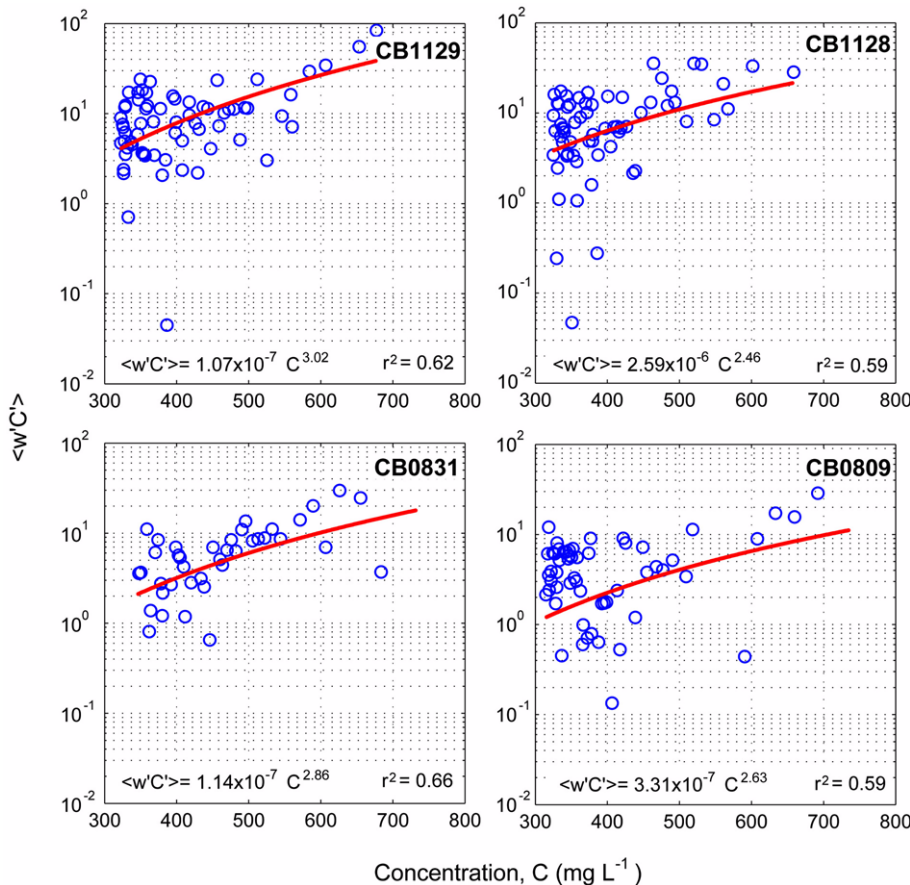 CB1129
10^2
10^1
10^0
10^-1
10^-2
<w'C'>= 1.07x10^-7 C^3.02 r^2 = 0.62
300 400 500 600 700 800
CB1128
10^2
10^1
10^0
10^-1
10^-2
<w'C'>= 2.59x10^-6 C^2.46 r^2 = 0.59
300 400 500 600 700 800
<w'C'>
CB0831
10^2
10^1
10^0
10^-1
10^-2
<w'C'>= 1.14x10^-7 C^2.86 r^2 = 0.66
300 400 500 600 700 800
CB0809
10^2
10^1
10^0
10^-1
10^-2
<w'C'>= 3.31x10^-7 C^2.63 r^2 = 0.59
300 400 500 600 700 800
Concentration, C (mg L^-1)